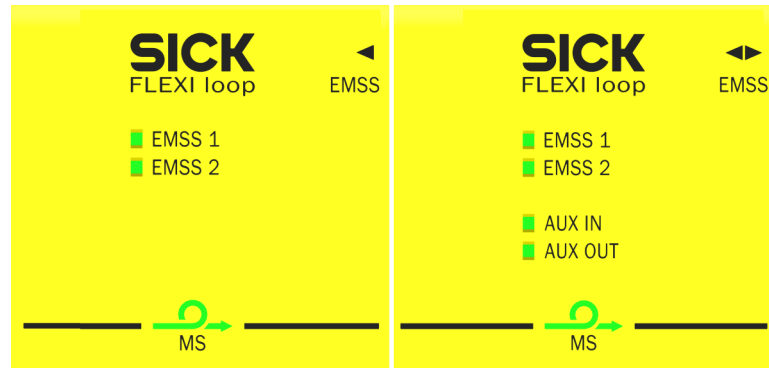 SICK
FLEXI loop
EMSS
EMSS 1
EMSS 2
MS
SICK
FLEXI loop
EMSS
EMSS 1
EMSS 2
AUX IN
AUX OUT
MS